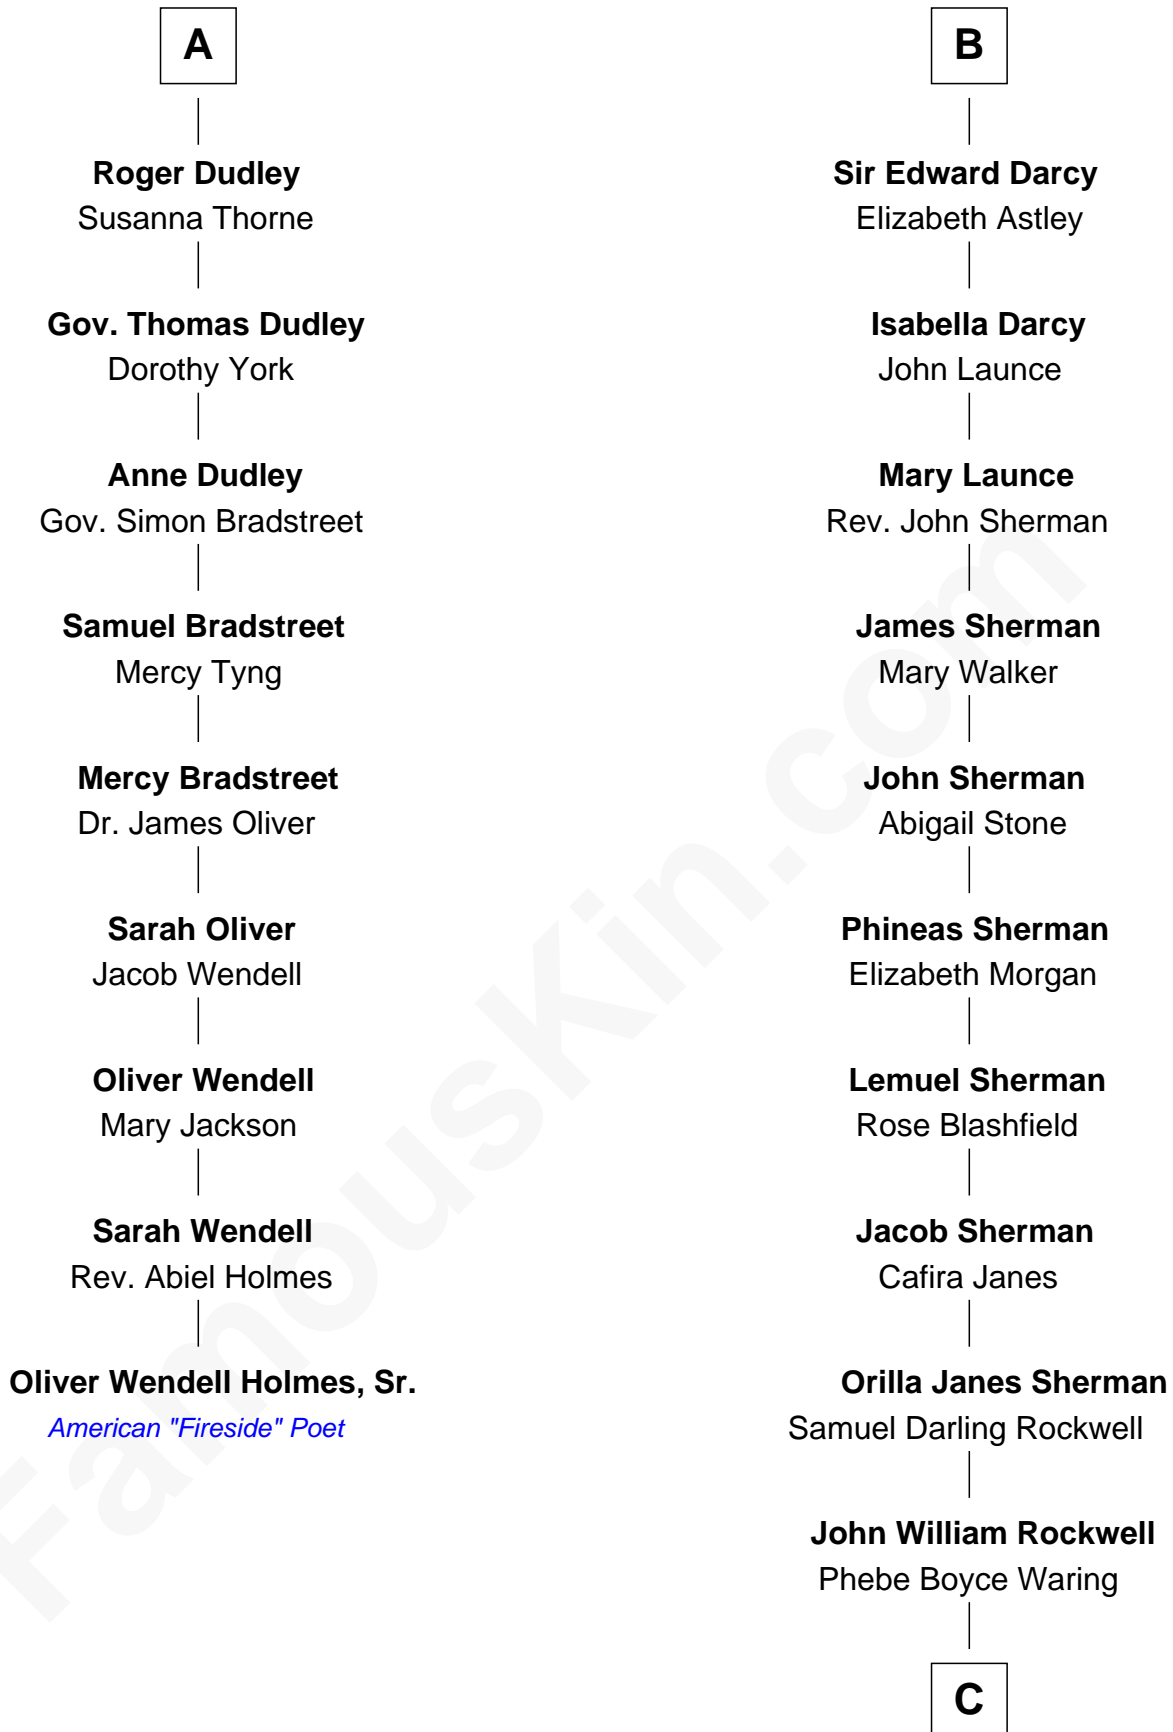 A
Roger Dudley
Susanna Thorne
Gov. Thomas Dudley
Dorothy York
Anne Dudley
Gov. Simon Bradstreet
Samuel Bradstreet
Mercy Tyng
Mercy Bradstreet
Dr. James Oliver
Sarah Oliver
Jacob Wendell
Oliver Wendell
Mary Jackson
Sarah Wendell
Rev. Abiel Holmes
Oliver Wendell Holmes, Sr.
American "Fireside" Poet
B
Sir Edward Darcy
Elizabeth Astley
Isabella Darcy
John Launce
Mary Launce
Rev. John Sherman
James Sherman
Mary Walker
John Sherman
Abigail Stone
Phineas Sherman
Elizabeth Morgan
Lemuel Sherman
Rose Blashfield
Jacob Sherman
Cafira Janes
Orilla Janes Sherman
Samuel Darling Rockwell
John William Rockwell
Phebe Boyce Waring
C
FamousKin.com